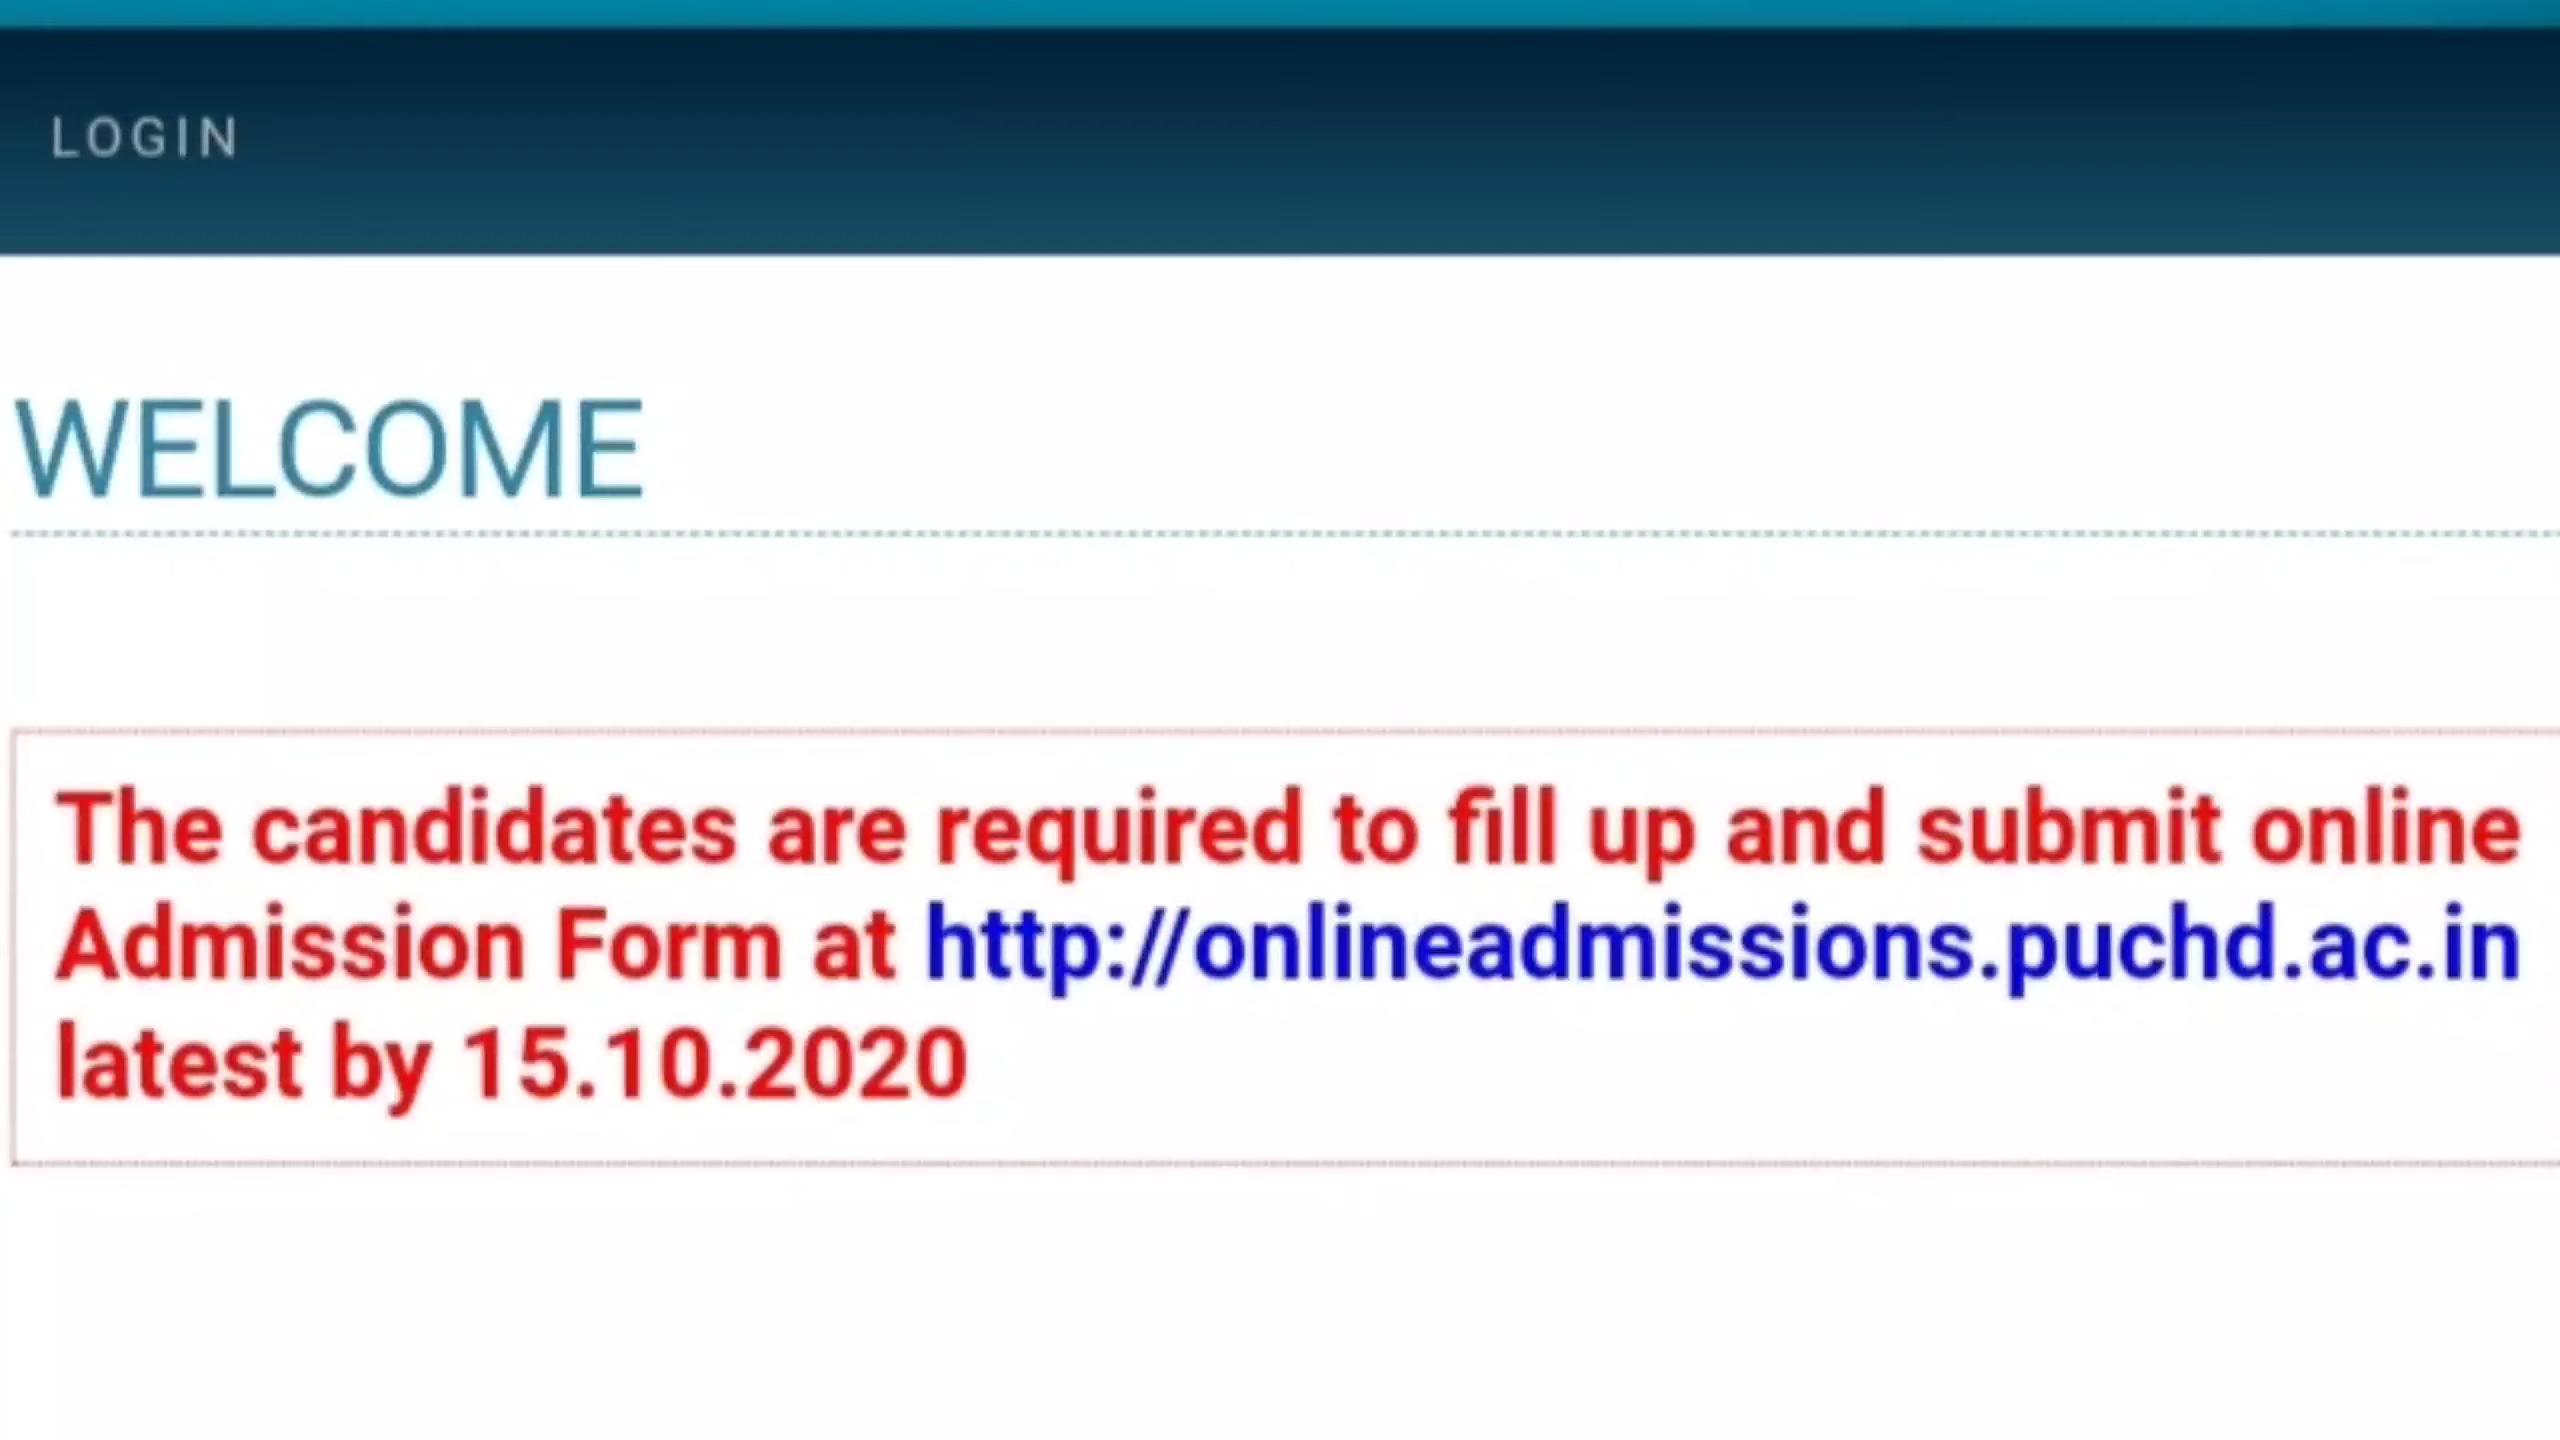 LOGIN
WELCOME
The candidates are required to fill up and submit online
Admission Form at http://onlineadmissions.puchd.ac.in
latest by 15.10.2020